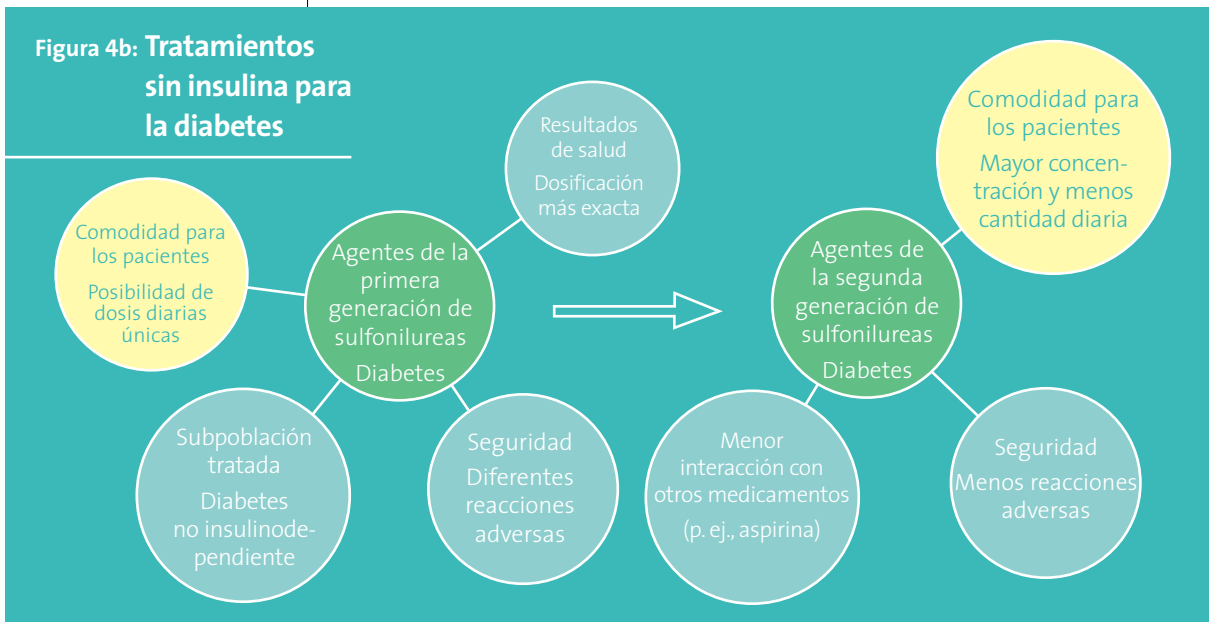 Figura 4b: Tratamientos
sin insulina para
la diabetes
Comodidad para
los pacientes
Posibilidad de
dosis diarias
únicas
Agentes de la
primera
generación de
sulfonilureas
Diabetes
Resultados
de salud
Dosificación
más exacta
Subpoblación
tratada
Diabetes
no insulinode-
pendiente
Seguridad
Diferentes
reacciones
adversas
Agentes de
la segunda
generación de
sulfonilureas
Diabetes
Comodidad para
los pacientes
Mayor concen-
tración y menos
cantidad diaria
Menor
interacción con
otros medicamentos
(p. ej., aspirina)
Seguridad
Menos reacciones
adversas